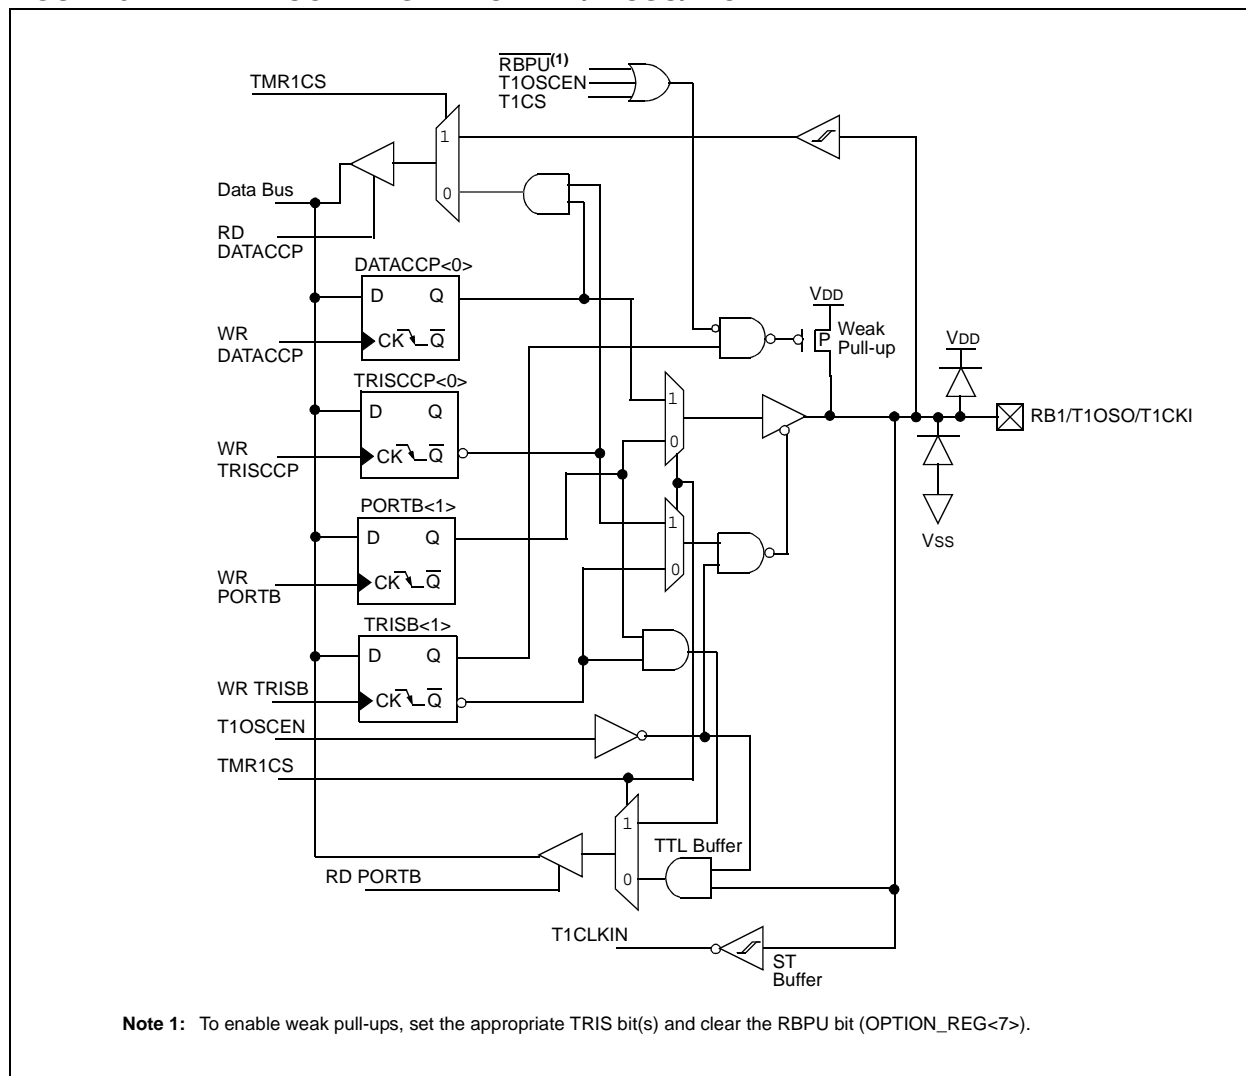 RBPU(1)
T1OSCEN
T1CS
TMR1CS
1
0
Data Bus
RD
DATACCP
DATACCP<0>
D Q
CK Q
WR
DATACCP
VDD
P
Weak
Pull-up
VDD
TRISCCP<0>
D Q
CK Q
WR
TRISCCP
1
0
RB1/T1OSO/T1CKI
VSS
PORTB<1>
D Q
CK Q
WR
PORTB
1
0
TRISB<1>
D Q
CK Q
WR TRISB
T1OSCEN
TMR1CS
1
0
TTL Buffer
RD PORTB
T1CLKIN
ST
Buffer
Note 1: To enable weak pull-ups, set the appropriate TRIS bit(s) and clear the RBPU bit (OPTION_REG<7>).